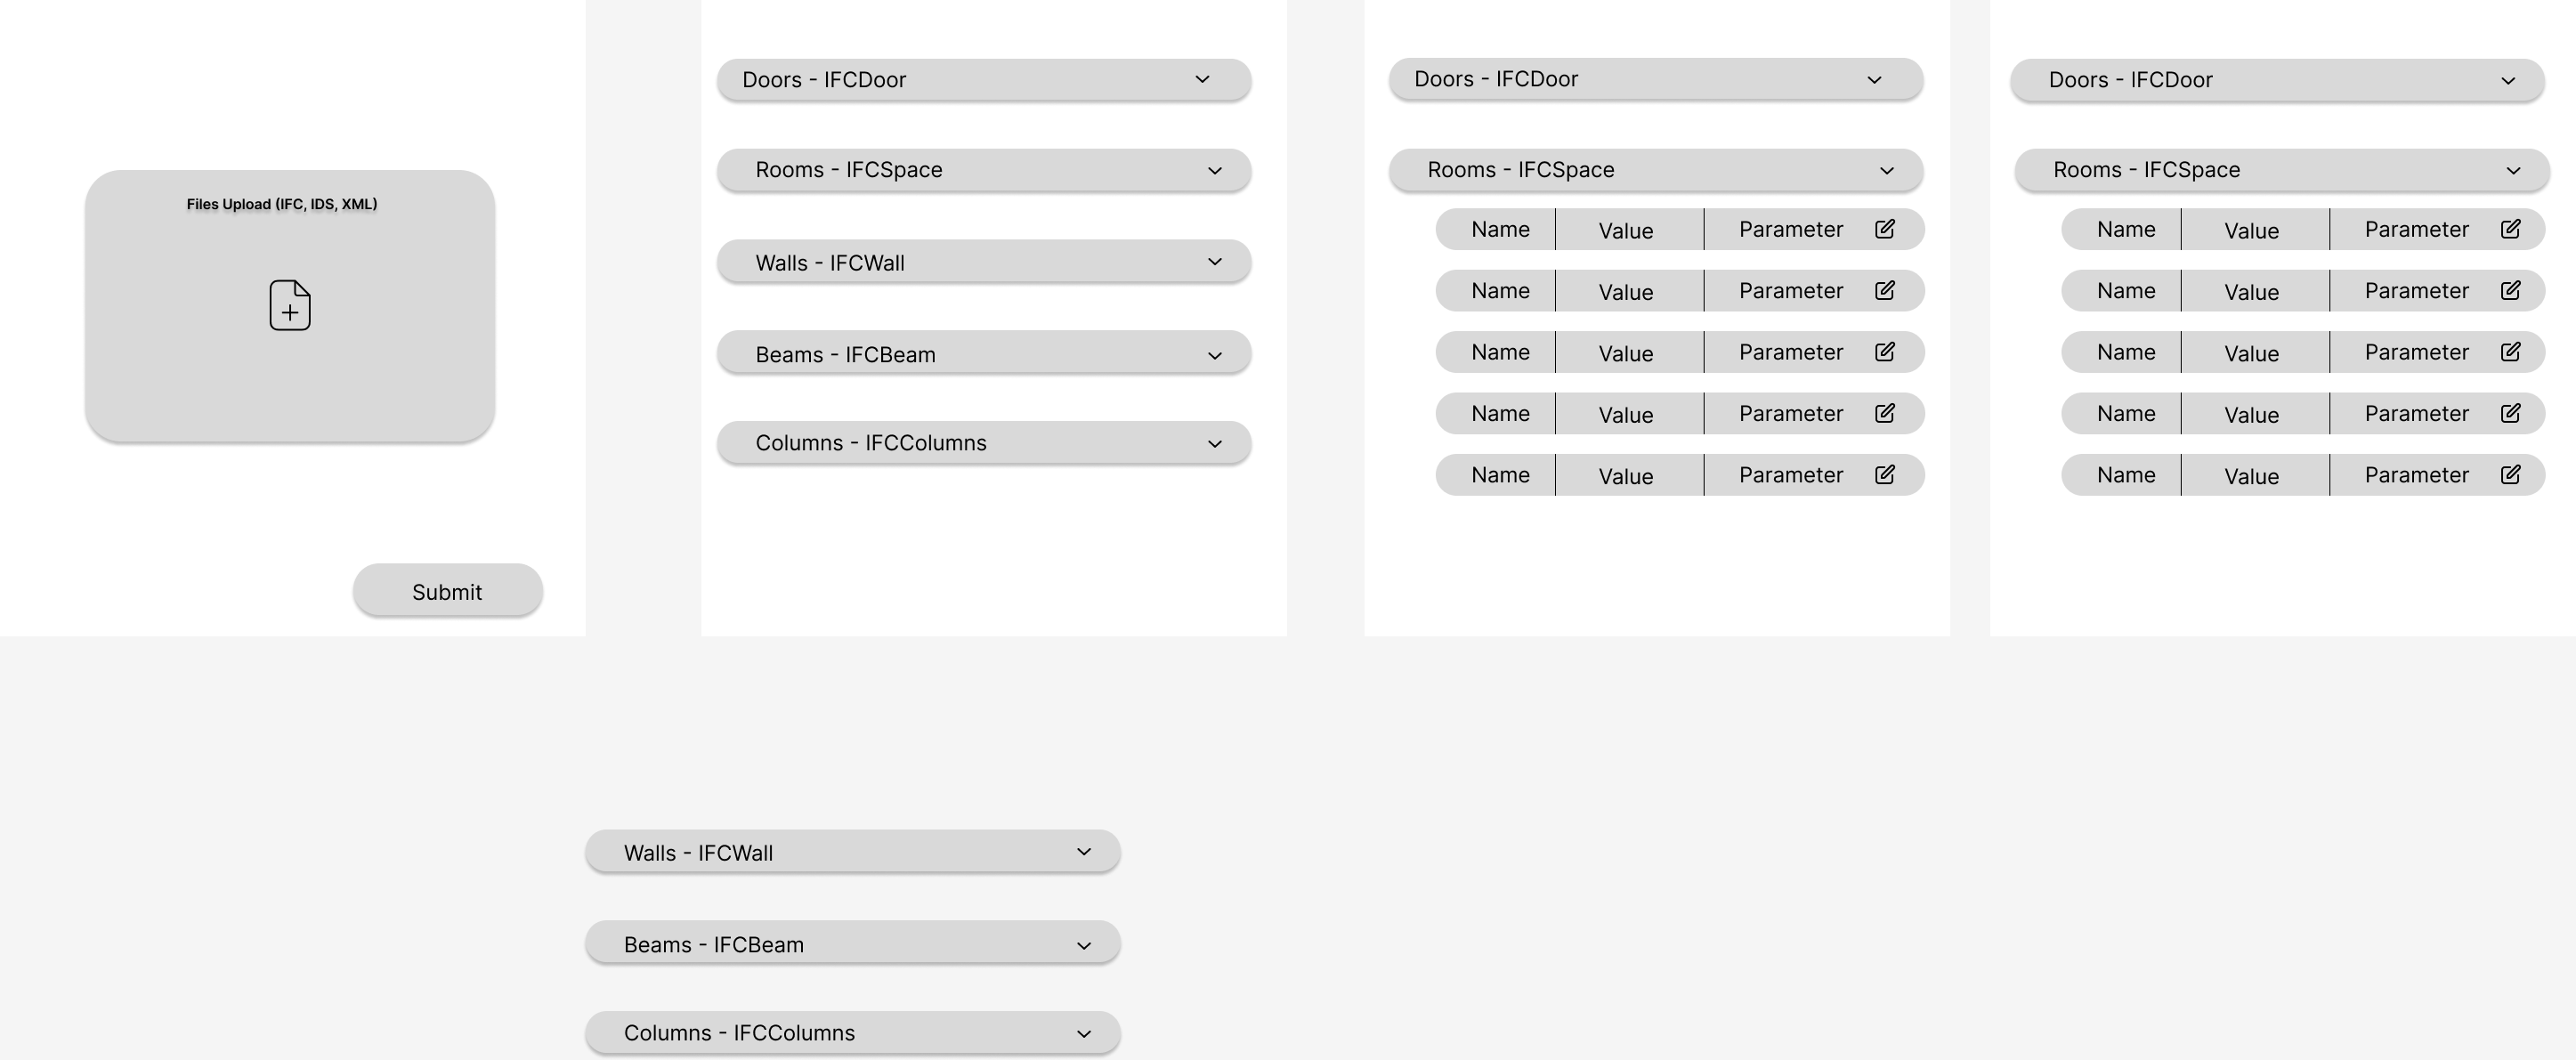 Files Upload (IFC, IDS, XML)
Submit
Doors - IFCDoor
Rooms - IFCSpace
Walls - IFCWall
Beams - IFCBeam
Columns - IFCColumns
Doors - IFCDoor
Rooms - IFCSpace
Name Value Parameter
Name Value Parameter
Name Value Parameter
Name Value Parameter
Name Value Parameter
Doors - IFCDoor
Rooms - IFCSpace
Name Value Parameter
Name Value Parameter
Name Value Parameter
Name Value Parameter
Name Value Parameter
Walls - IFCWall
Beams - IFCBeam
Columns - IFCColumns